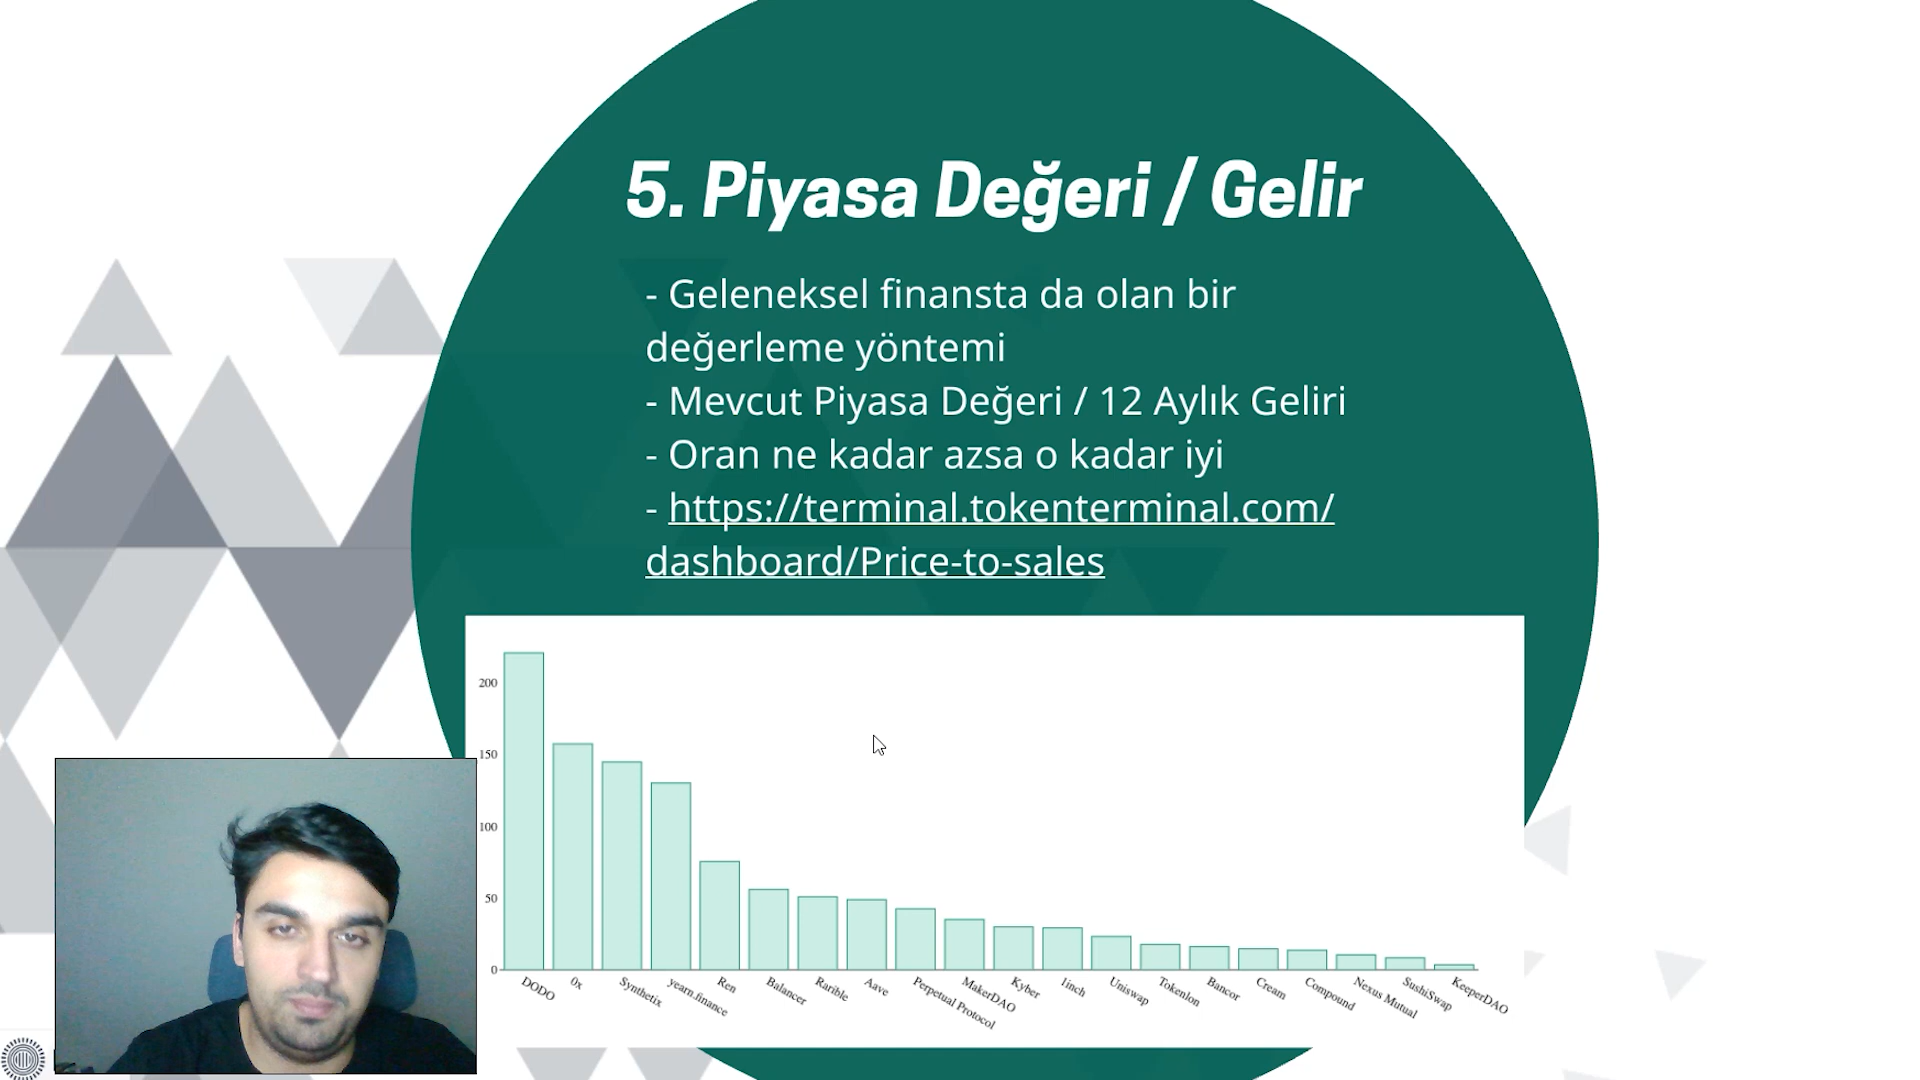 5. Piyasa Değeri / Gelir
- Geleneksel finansta da olan bir
değerleme yöntemi
- Mevcut Piyasa Değeri / 12 Aylık Geliri
- Oran ne kadar azsa o kadar iyi
- https://terminal.tokenterminal.com/
dashboard/Price-to-sales
200
150
100
50
0
DODO
0x
Synthetix
yearn.finance
Ren
Balancer
Rarible
Aave
Perpetual Protocol
MakerDAO
Kyber
1inch
Uniswap
Tokenlon
Bancor
Cream
Compound
Nexus Mutual
SushiSwap
KeeperDAO